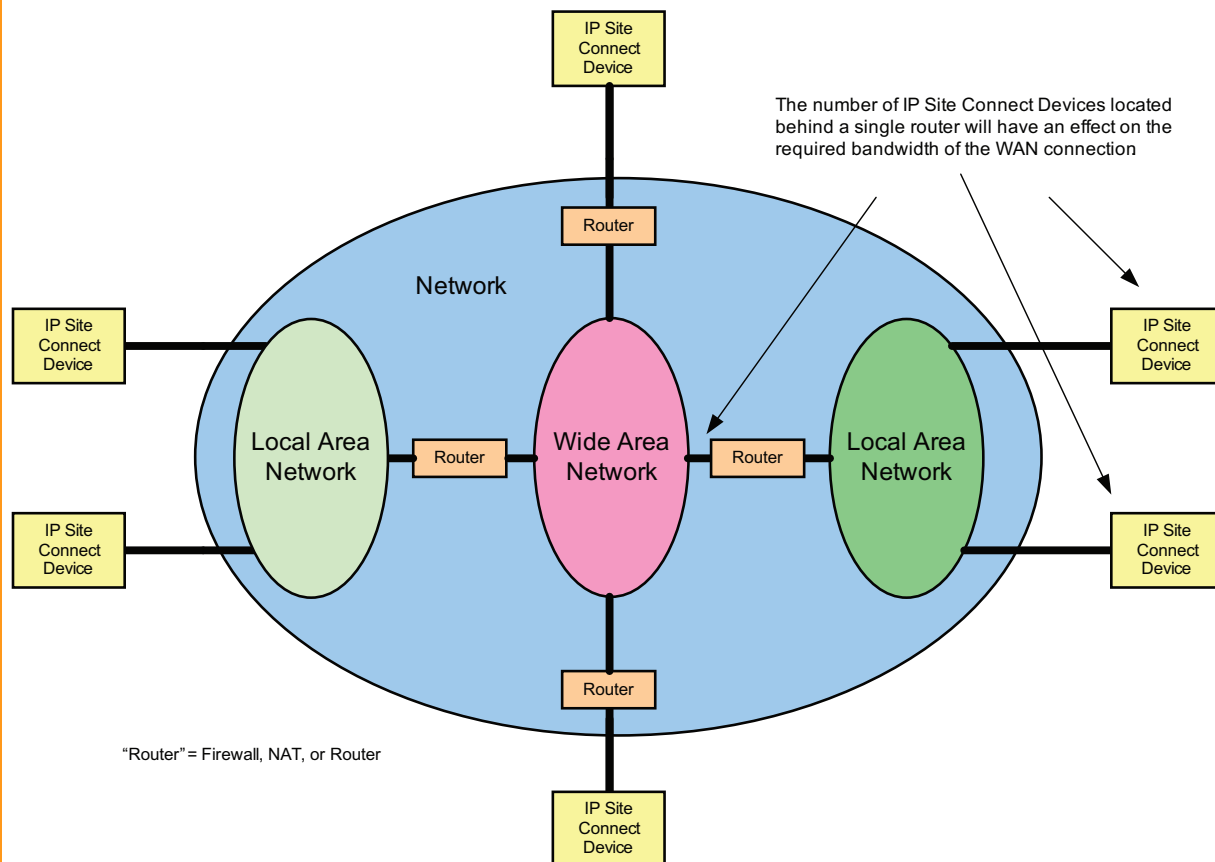 IP Site
Connect
Device
The number of IP Site Connect Devices located
behind a single router will have an effect on the
required bandwidth of the WAN connection
Router
Network
IP Site
Connect
Device
IP Site
Connect
Device
Local Area
Network
Router
Wide Area
Network
Router
Local Area
Network
IP Site
Connect
Device
IP Site
Connect
Device
Router
“Router” = Firewall, NAT, or Router
IP Site
Connect
Device